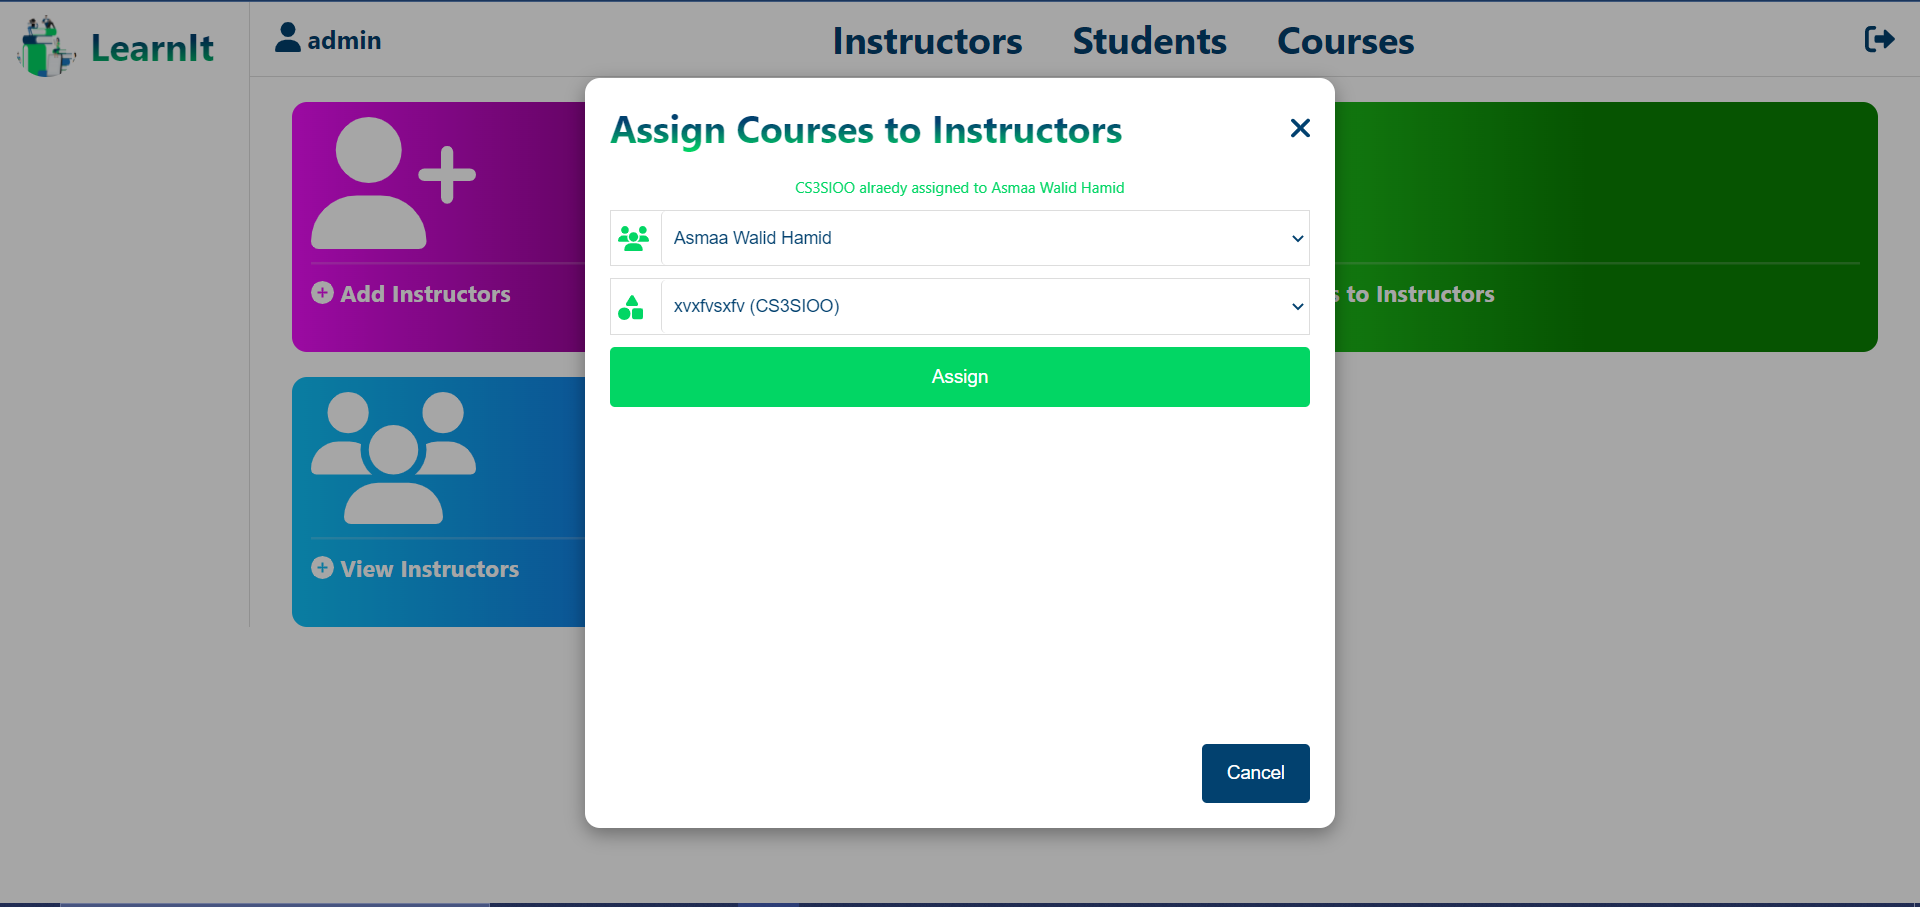 LearnIt
admin
Instructors
Students
Courses
Assign Courses to Instructors
CS3SIOO alraedy assigned to Asmaa Walid Hamid
Asmaa Walid Hamid
xvxfvsxfv (CS3SIOO)
Assign
Add Instructors
to Instructors
View Instructors
Cancel